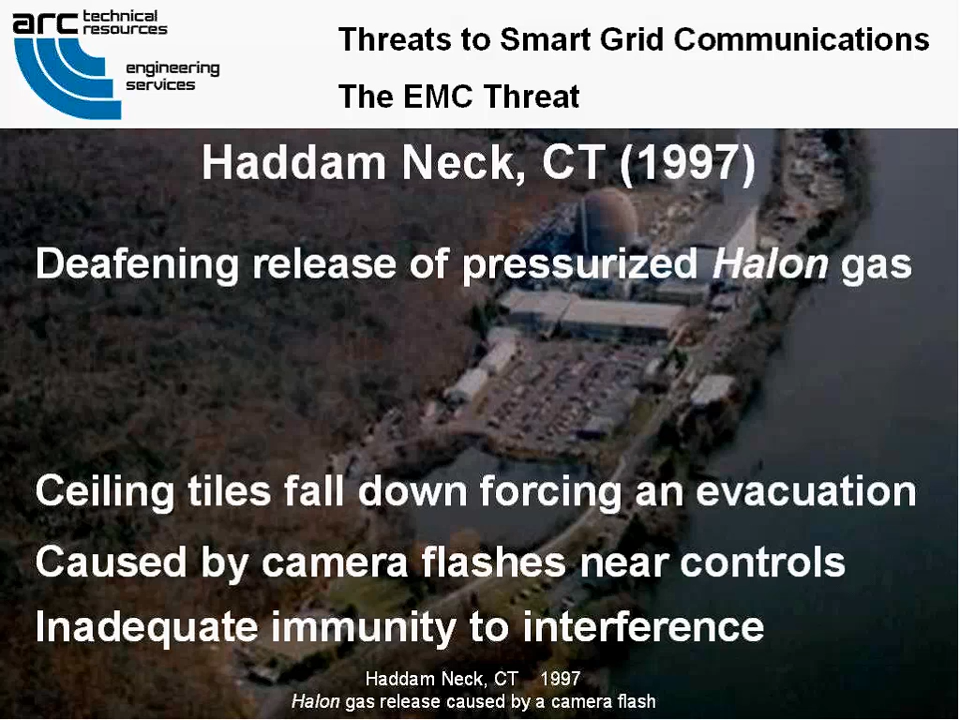 arc technical resources
engineering services
Threats to Smart Grid Communications
The EMC Threat
Haddam Neck, CT (1997)
Deafening release of pressurized Halon gas
Ceiling tiles fall down forcing an evacuation
Caused by camera flashes near controls
Inadequate immunity to interference
Haddam Neck, CT 1997
Halon gas release caused by a camera flash